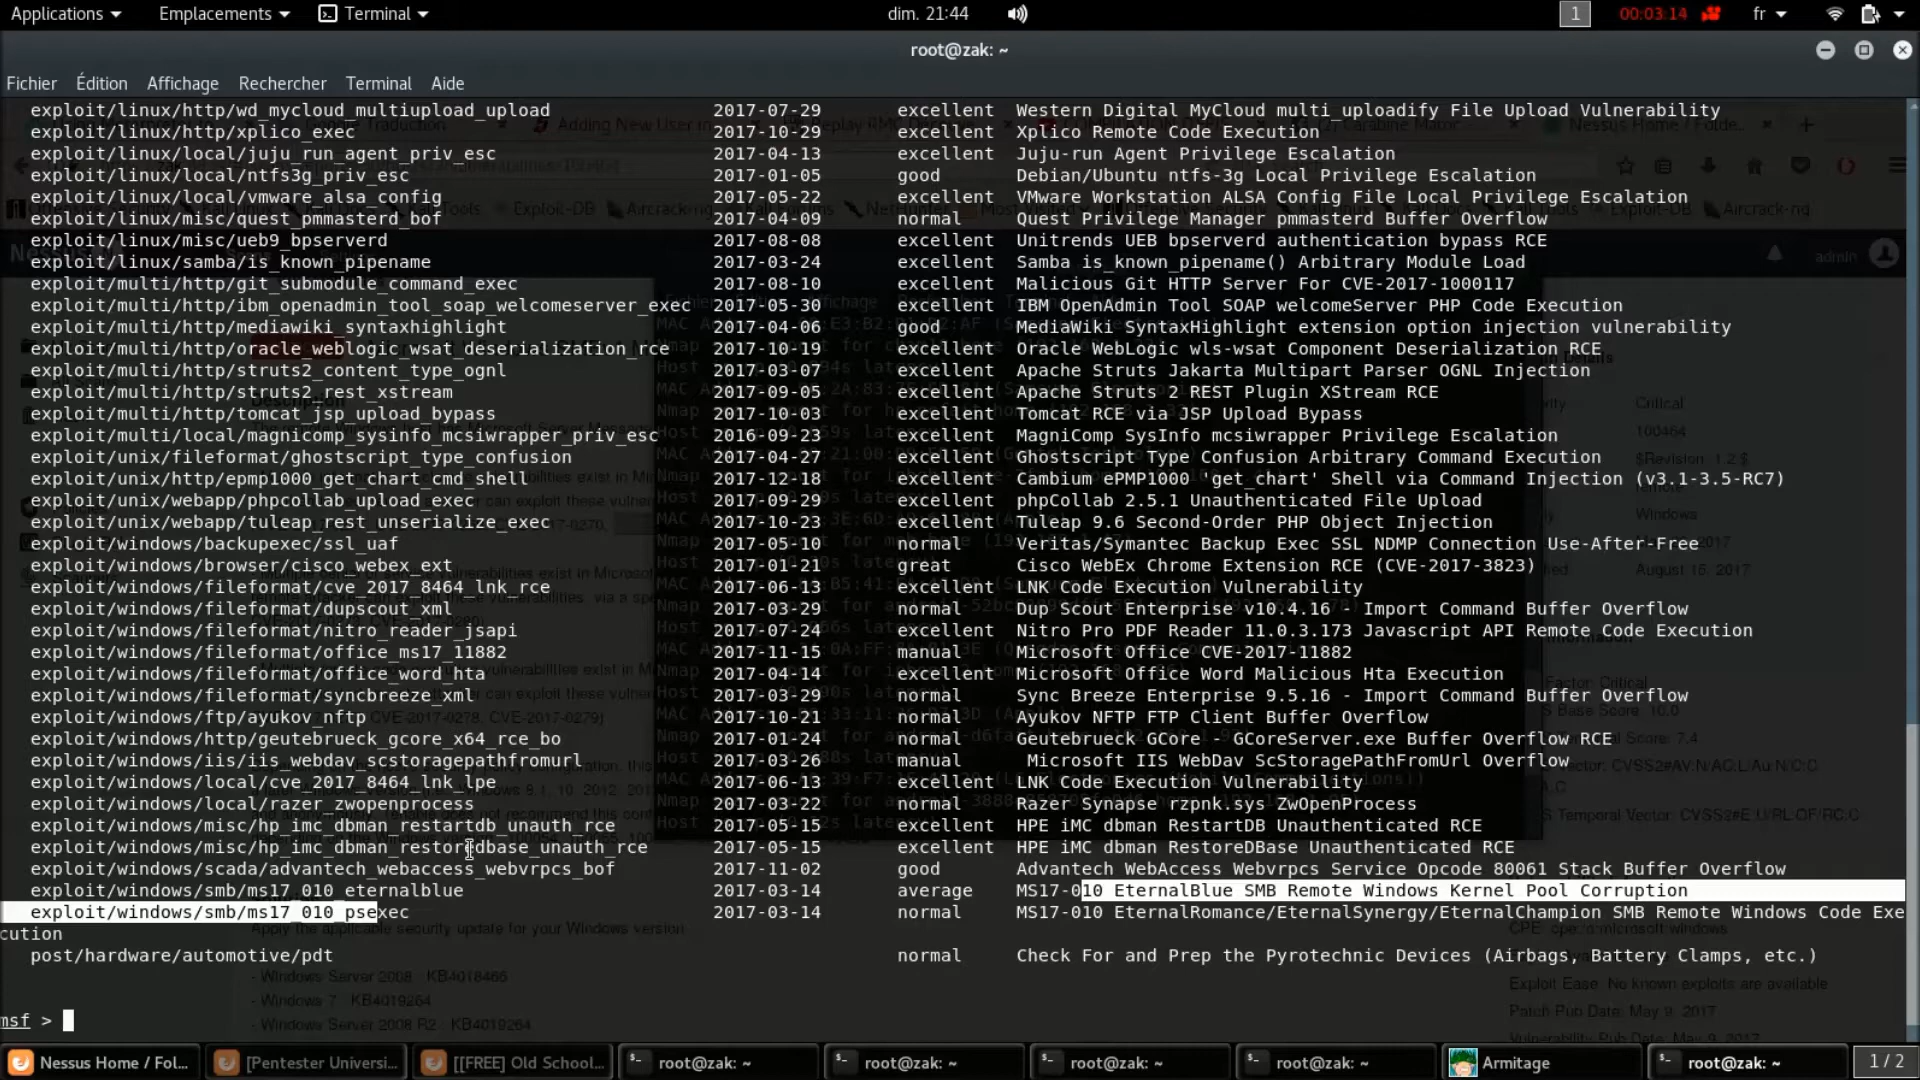 Applications Emplacements Terminal dim. 21:44 1 00:03:14 fr
root@zak: ~
Fichier Édition Affichage Rechercher Terminal Aide
exploit/linux/http/wd_mycloud_multiupload_upload 2017-07-29 excellent Western Digital MyCloud multi_uploadify File Upload Vulnerability
exploit/linux/http/xplico_exec 2017-10-29 excellent Xplico Remote Code Execution
exploit/linux/local/juju_run_agent_priv_esc 2017-04-13 excellent Juju-run Agent Privilege Escalation
exploit/linux/local/ntfs3g_priv_esc 2017-01-05 good Debian/Ubuntu ntfs-3g Local Privilege Escalation
exploit/linux/local/vmware_alsa_config 2017-05-22 excellent VMware Workstation ALSA Config File Local Privilege Escalation
exploit/linux/misc/quest_pmmasterd_bof 2017-04-09 normal Quest Privilege Manager pmmasterd Buffer Overflow
exploit/linux/misc/ueb9_bpserverd 2017-08-08 excellent Unitrends UEB bpserverd authentication bypass RCE
exploit/linux/samba/is_known_pipename 2017-03-24 excellent Samba is_known_pipename() Arbitrary Module Load
exploit/multi/http/git_submodule_command_exec 2017-08-10 excellent Malicious Git HTTP Server For CVE-2017-1000117
exploit/multi/http/ibm_openadmin_tool_soap_welcomeserver_exec 2017-05-30 excellent IBM OpenAdmin Tool SOAP welcomeServer PHP Code Execution
exploit/multi/http/mediawiki_syntaxhighlight 2017-04-06 good MediaWiki SyntaxHighlight extension option injection vulnerability
exploit/multi/http/oracle_weblogic_wsat_deserialization_rce 2017-10-19 excellent Oracle WebLogic wls-wsat Component Deserialization RCE
exploit/multi/http/struts2_content_type_ognl 2017-03-07 excellent Apache Struts Jakarta Multipart Parser OGNL Injection
exploit/multi/http/struts2_rest_xstream 2017-09-05 excellent Apache Struts 2 REST Plugin XStream RCE
exploit/multi/http/tomcat_jsp_upload_bypass 2017-10-03 excellent Tomcat RCE via JSP Upload Bypass
exploit/multi/local/magnicomp_sysinfo_mcsiwrapper_priv_esc 2016-09-23 excellent MagniComp SysInfo mcsiwrapper Privilege Escalation
exploit/unix/fileformat/ghostscript_type_confusion 2017-04-27 excellent Ghostscript Type Confusion Arbitrary Command Execution
exploit/unix/http/epmp1000_get_chart_cmd_shell 2017-12-18 excellent Cambium ePMP1000 'get_chart' Shell via Command Injection (v3.1-3.5-RC7)
exploit/unix/webapp/phpcollab_upload_exec 2017-09-29 excellent phpCollab 2.5.1 Unauthenticated File Upload
exploit/unix/webapp/tuleap_rest_unserialize_exec 2017-10-23 excellent Tuleap 9.6 Second-Order PHP Object Injection
exploit/windows/backupexec/ssl_uaf 2017-05-10 normal Veritas/Symantec Backup Exec SSL NDMP Connection Use-After-Free
exploit/windows/browser/cisco_webex_ext 2017-01-21 great Cisco WebEx Chrome Extension RCE (CVE-2017-3823)
exploit/windows/fileformat/cve_2017_8464_lnk_rce 2017-06-13 excellent LNK Code Execution Vulnerability
exploit/windows/fileformat/dupscout_xml 2017-03-29 normal Dup Scout Enterprise v10.4.16 - Import Command Buffer Overflow
exploit/windows/fileformat/nitro_reader_jsapi 2017-07-24 excellent Nitro Pro PDF Reader 11.0.3.173 Javascript API Remote Code Execution
exploit/windows/fileformat/office_ms17_11882 2017-11-15 manual Microsoft Office CVE-2017-11882
exploit/windows/fileformat/office_word_hta 2017-04-14 excellent Microsoft Office Word Malicious Hta Execution
exploit/windows/fileformat/syncbreeze_xml 2017-03-29 normal Sync Breeze Enterprise 9.5.16 - Import Command Buffer Overflow
exploit/windows/ftp/ayukov_nftp 2017-10-21 normal Ayukov NFTP FTP Client Buffer Overflow
exploit/windows/http/geutebrueck_gcore_x64_rce_bo 2017-01-24 normal Geutebrueck GCore - GCoreServer.exe Buffer Overflow RCE
exploit/windows/iis/iis_webdav_scstoragepathfromurl 2017-03-26 manual Microsoft IIS WebDav ScStoragePathFromUrl Overflow
exploit/windows/local/cve_2017_8464_lnk_lpe 2017-06-13 excellent LNK Code Execution Vulnerability
exploit/windows/local/razer_zwopenprocess 2017-03-22 normal Razer Synapse rzpnk.sys ZwOpenProcess
exploit/windows/misc/hp_imc_dbman_restartdb_unauth_rce 2017-05-15 excellent HPE iMC dbman RestartDB Unauthenticated RCE
exploit/windows/misc/hp_imc_dbman_restoredbase_unauth_rce 2017-05-15 excellent HPE iMC dbman RestoreDBase Unauthenticated RCE
exploit/windows/scada/advantech_webaccess_webvrpcs_bof 2017-11-02 good Advantech WebAccess Webvrpcs Service Opcode 80061 Stack Buffer Overflow
exploit/windows/smb/ms17_010_eternalblue 2017-03-14 average MS17-010 EternalBlue SMB Remote Windows Kernel Pool Corruption
exploit/windows/smb/ms17_010_psexec 2017-03-14 normal MS17-010 EternalRomance/EternalSynergy/EternalChampion SMB Remote Windows Code Exe
cution
post/hardware/automotive/pdt normal Check For and Prep the Pyrotechnic Devices (Airbags, Battery Clamps, etc.)
msf >
Nessus Home / Fol... [Pentester Universi... [[FREE] Old School... root@zak: ~ root@zak: ~ root@zak: ~ root@zak: ~ Armitage root@zak: ~ 1 / 2